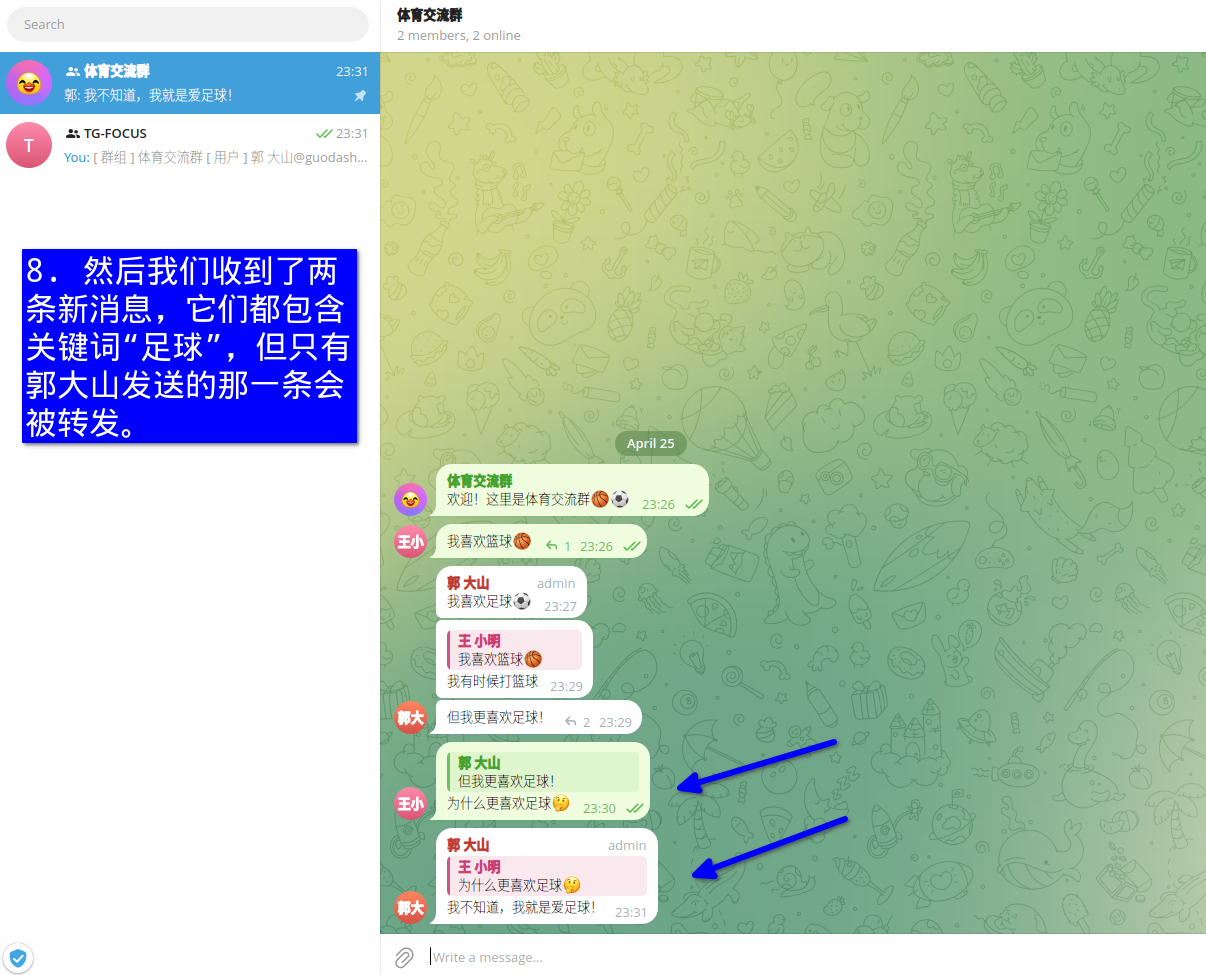 Search
体育交流群
23:31
郭: 我不知道，我就是爱足球！
T
TG-FOCUS
23:31
You: [ 群组 ] 体育交流群 [ 用户 ] 郭 大山@guodash...
8. 然后我们收到了两
条新消息，它们都包含
关键词“足球”，但只有
郭大山发送的那一条会
被转发。
体育交流群
2 members, 2 online
April 25
体育交流群
欢迎！这里是体育交流群🏀⚽ 23:26
王小
我喜欢篮球🏀 1 23:26
郭 大山 admin
我喜欢足球⚽ 23:27
王 小明
我喜欢篮球🏀
我有时候打篮球 23:29
郭大
但我更喜欢足球！ 2 23:29
郭 大山
但我更喜欢足球！
王小
为什么更喜欢足球🤔 23:30
郭 大山 admin
王 小明
为什么更喜欢足球🤔
郭大
我不知道，我就是爱足球！ 23:31
Write a message...